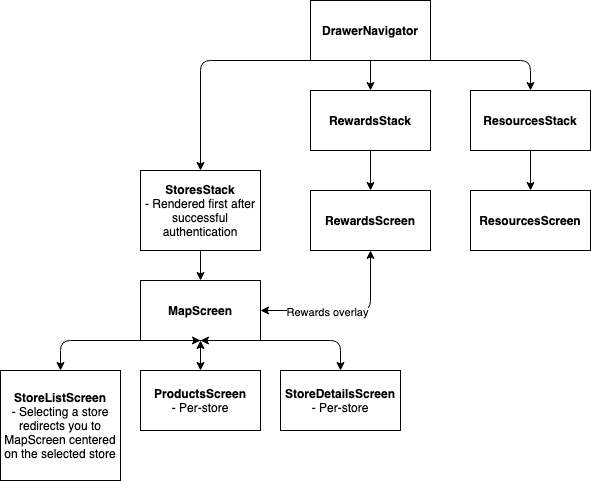 DrawerNavigator
RewardsStack
ResourcesStack
StoresStack
- Rendered first after
successful
authentication
RewardsScreen
ResourcesScreen
MapScreen
Rewards overlay
StoreListScreen
- Selecting a store
redirects you to
MapScreen centered
on the selected store
ProductsScreen
- Per-store
StoreDetailsScreen
- Per-store